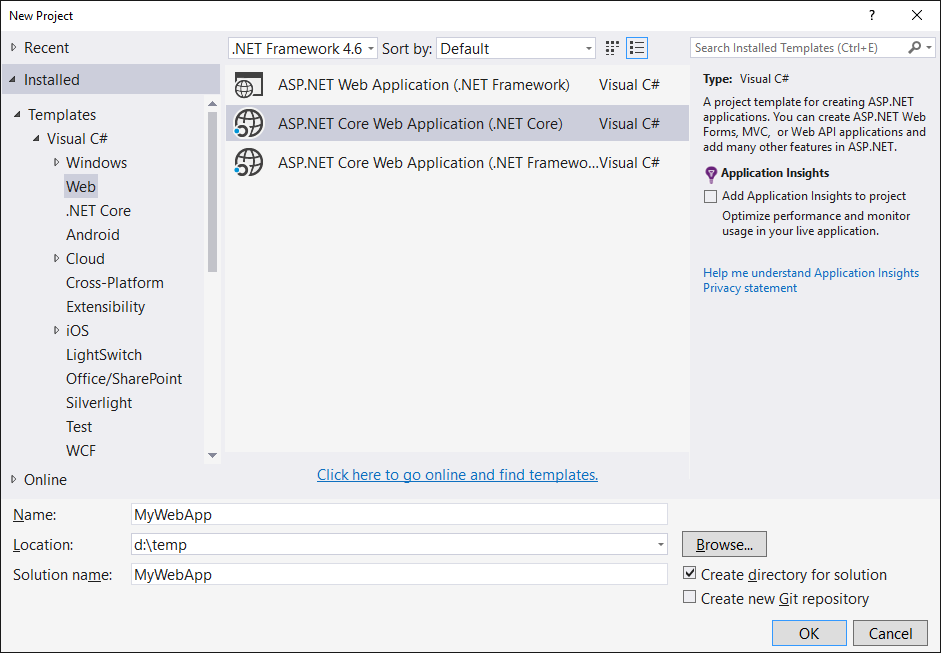 New Project
?
Recent
.NET Framework 4.6
Sort by:
Default
Search Installed Templates (Ctrl+E)
Installed
Templates
Visual C#
Windows
Web
.NET Core
Android
Cloud
Cross-Platform
Extensibility
iOS
LightSwitch
Office/SharePoint
Silverlight
Test
WCF
Online
ASP.NET Web Application (.NET Framework) Visual C#
ASP.NET Core Web Application (.NET Core) Visual C#
ASP.NET Core Web Application (.NET Framewo... Visual C#
Click here to go online and find templates.
Type: Visual C#
A project template for creating ASP.NET
applications. You can create ASP.NET Web
Forms, MVC, or Web API applications and
add many other features in ASP.NET.
Application Insights
Add Application Insights to project
Optimize performance and monitor
usage in your live application.
Help me understand Application Insights
Privacy statement
Name: MyWebApp
Location: d:\temp
Browse...
Solution name: MyWebApp
Create directory for solution
Create new Git repository
OK
Cancel